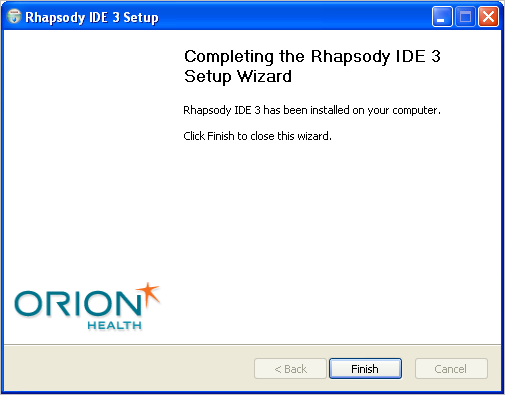 Rhapsody IDE 3 Setup
Completing the Rhapsody IDE 3
Setup Wizard
Rhapsody IDE 3 has been installed on your computer.
Click Finish to close this wizard.
ORION
HEALTH
< Back
Finish
Cancel